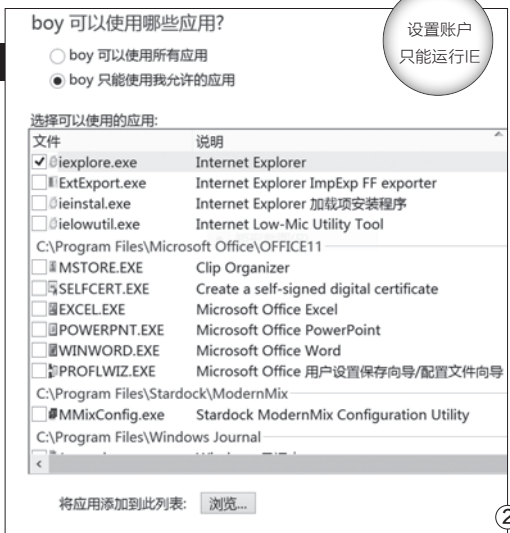 boy 可以使用哪些应用?
设置账户
只能运行IE
boy 可以使用所有应用
boy 只能使用我允许的应用
选择可以使用的应用:
文件 说明
iexplore.exe Internet Explorer
ExtExport.exe Internet Explorer ImpExp FF exporter
ieinstal.exe Internet Explorer 加载项安装程序
ielowutil.exe Internet Low-Mic Utility Tool
C:\Program Files\Microsoft Office\OFFICE11
MSTORE.EXE Clip Organizer
SELFCERT.EXE Create a self-signed digital certificate
EXCEL.EXE Microsoft Office Excel
POWERPNT.EXE Microsoft Office PowerPoint
WINWORD.EXE Microsoft Office Word
PROFLWIZ.EXE Microsoft Office 用户设置保存向导/配置文件向导
C:\Program Files\Stardock\ModernMix
MMixConfig.exe Stardock ModernMix Configuration Utility
C:\Program Files\Windows Journal
将应用添加到此列表: 浏览...
②